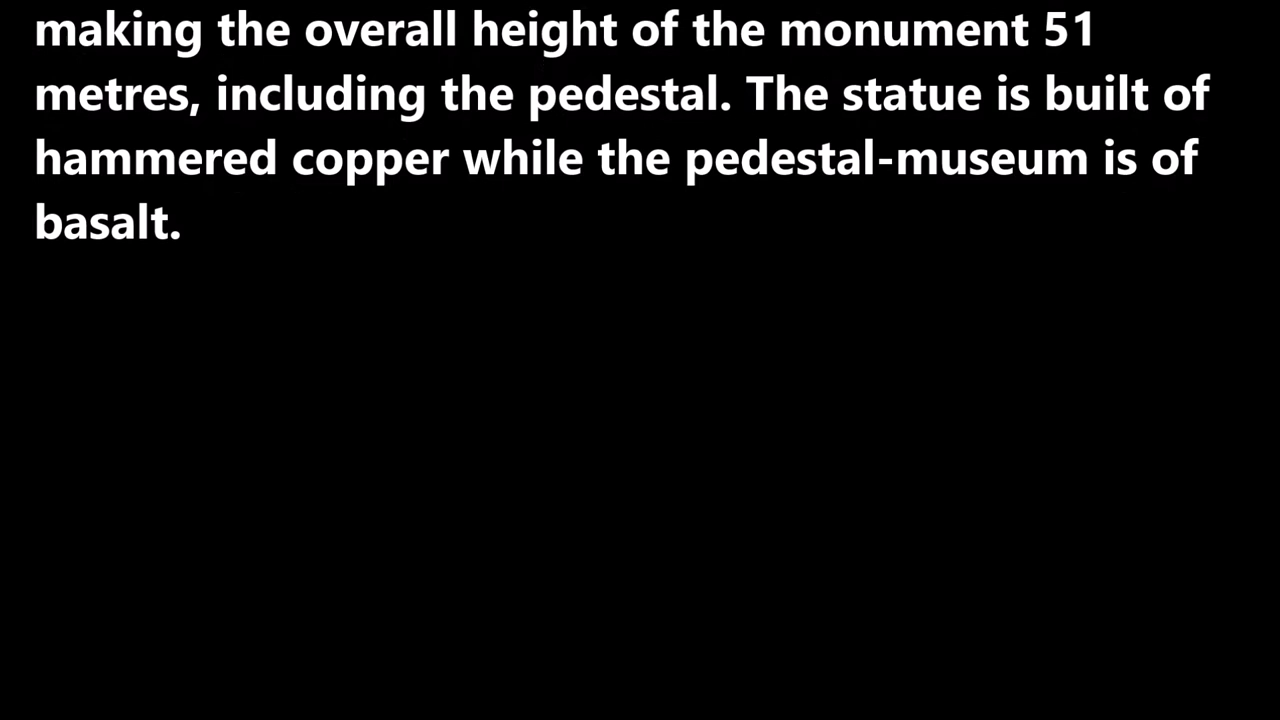 making the overall height of the monument 51
metres, including the pedestal. The statue is built of
hammered copper while the pedestal-museum is of
basalt.